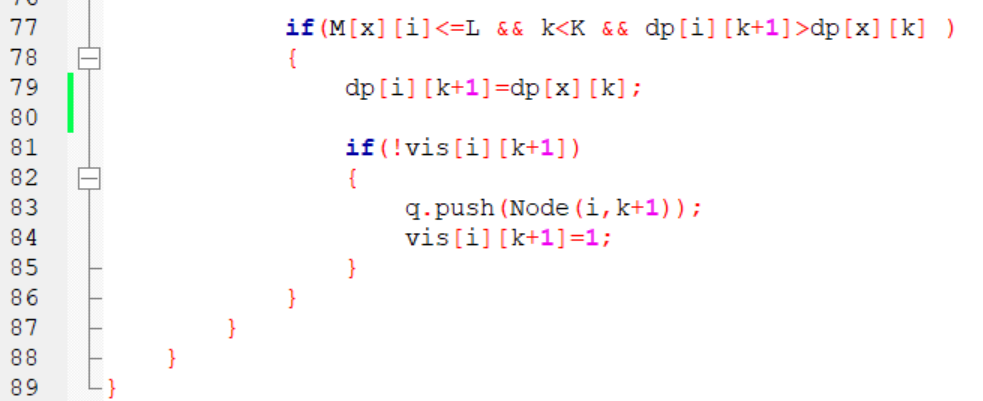 77 if(M[x][i]<=L && k<K && dp[i][k+1]>dp[x][k] )
78 {
79 dp[i][k+1]=dp[x][k];
80
81 if(!vis[i][k+1])
82 {
83 q.push(Node(i,k+1));
84 vis[i][k+1]=1;
85 }
86 }
87 }
88 }
89 }